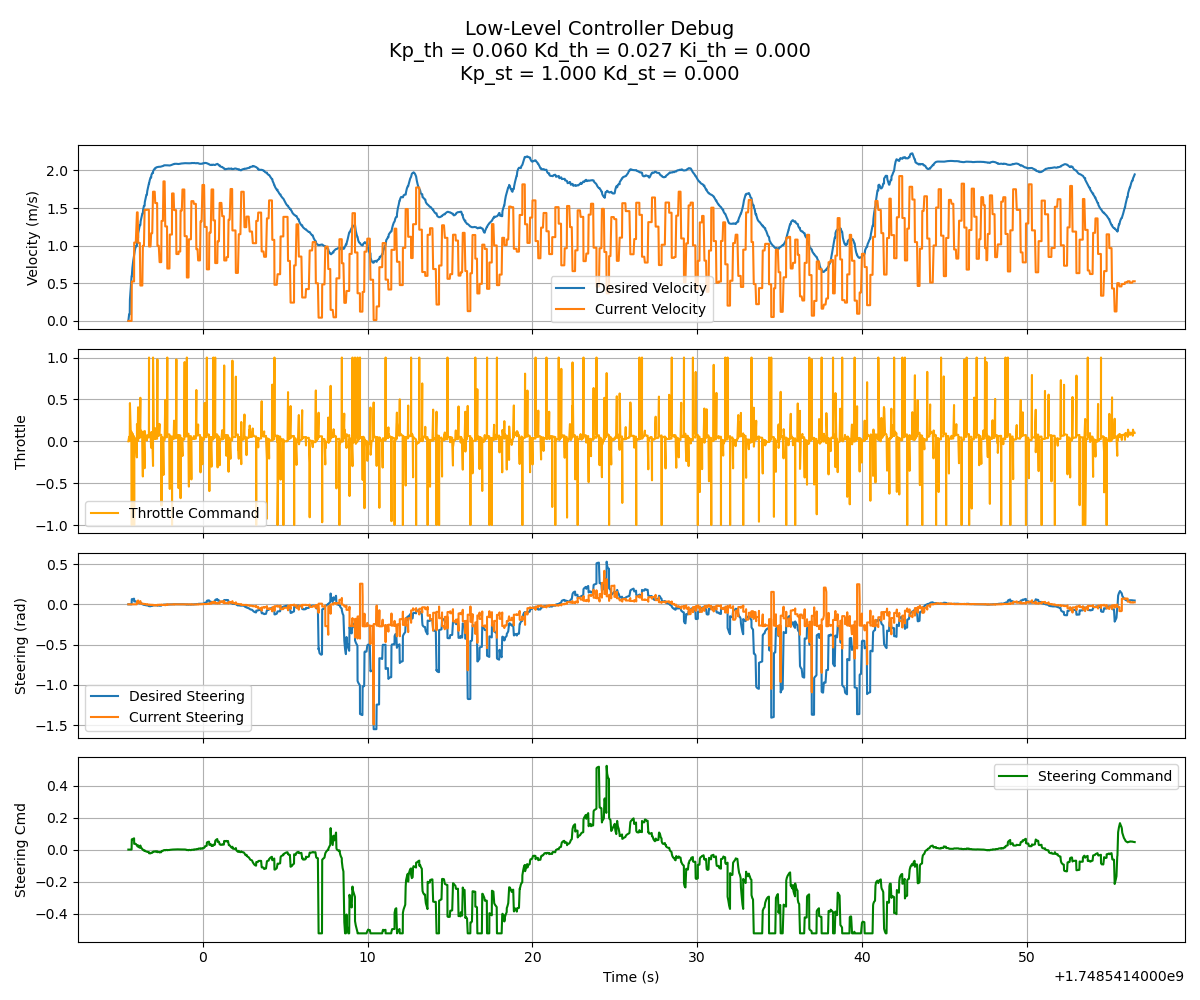 Low-Level Controller Debug
Kp_th = 0.060 Kd_th = 0.027 Ki_th = 0.000
Kp_st = 1.000 Kd_st = 0.000
Velocity (m/s)
2.0
1.5
1.0
0.5
0.0
Desired Velocity
Current Velocity
Throttle
1.0
0.5
0.0
−0.5
−1.0
Throttle Command
Steering (rad)
0.5
0.0
−0.5
−1.0
−1.5
Desired Steering
Current Steering
Steering Cmd
0.4
0.2
0.0
−0.2
−0.4
Steering Command
0 10 20 30 40 50
Time (s)
+1.7485414000e9